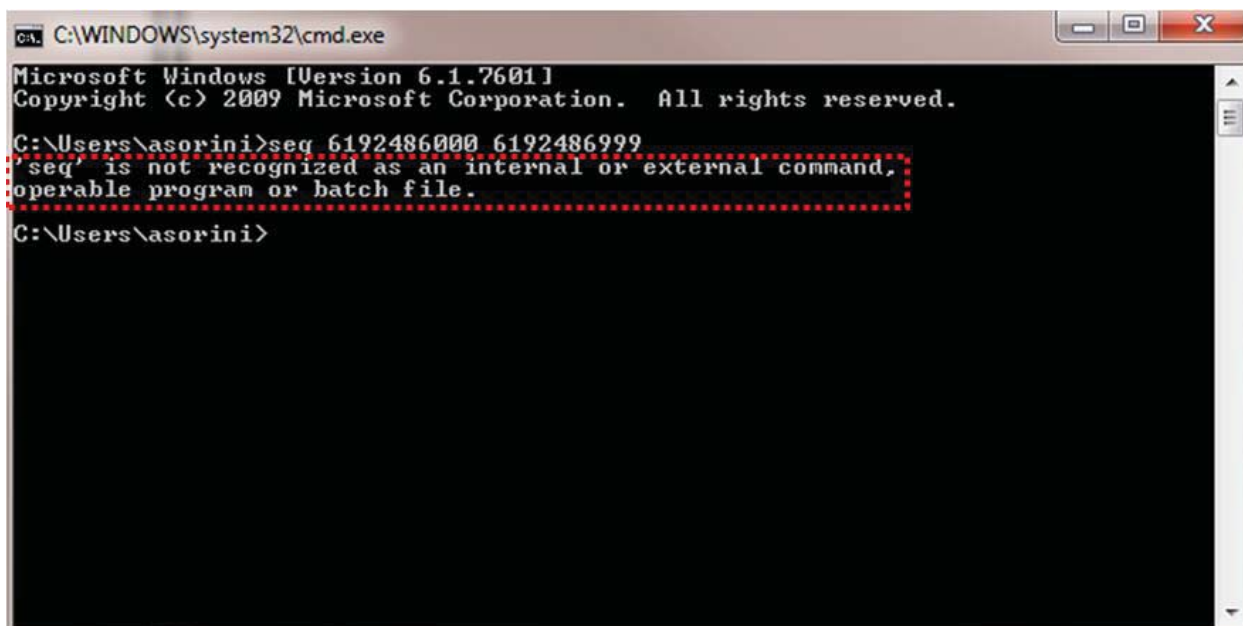 C:\WINDOWS\system32\cmd.exe
Microsoft Windows [Version 6.1.7601]
Copyright (c) 2009 Microsoft Corporation.  All rights reserved.
C:\Users\asorini>seq 6192486000 6192486999
'seq' is not recognized as an internal or external command,
operable program or batch file.
C:\Users\asorini>